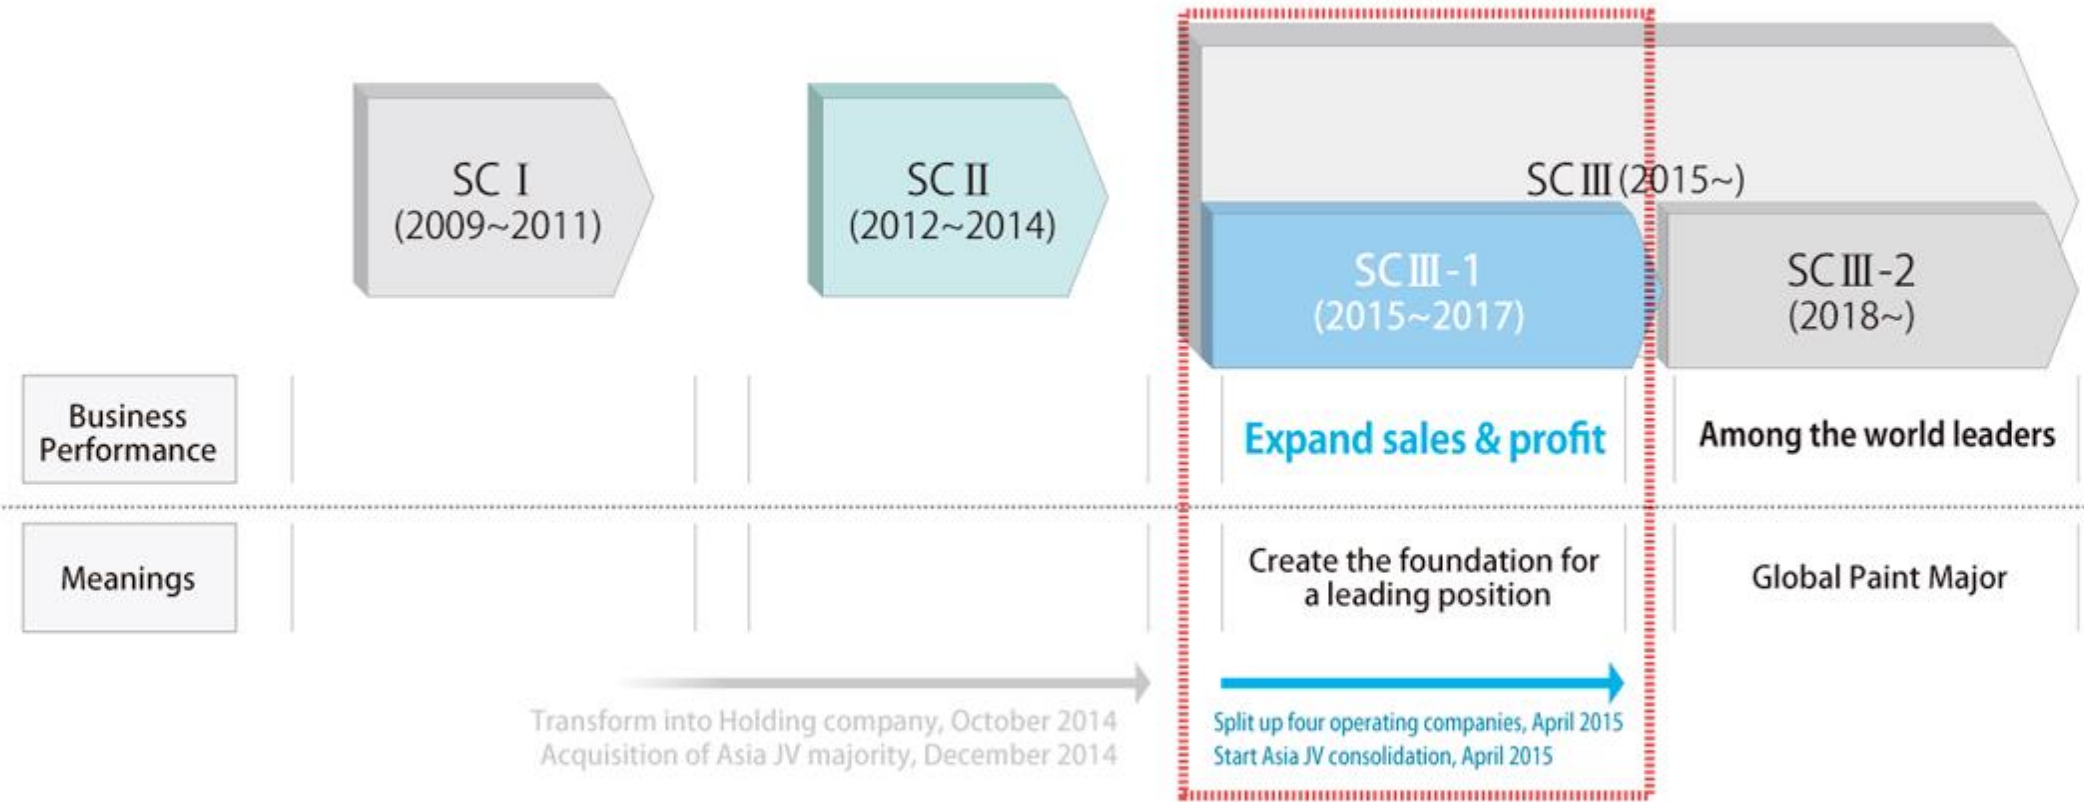 SC Ⅰ
(2009~2011)
SC Ⅱ
(2012~2014)
SC Ⅲ (2015~)
SC Ⅲ -1
(2015~2017)
SC Ⅲ -2
(2018~)
Business
Performance
Expand sales & profit
Among the world leaders
Meanings
Create the foundation for
a leading position
Global Paint Major
Transform into Holding company, October 2014
Acquisition of Asia JV majority, December 2014
Split up four operating companies, April 2015
Start Asia JV consolidation, April 2015